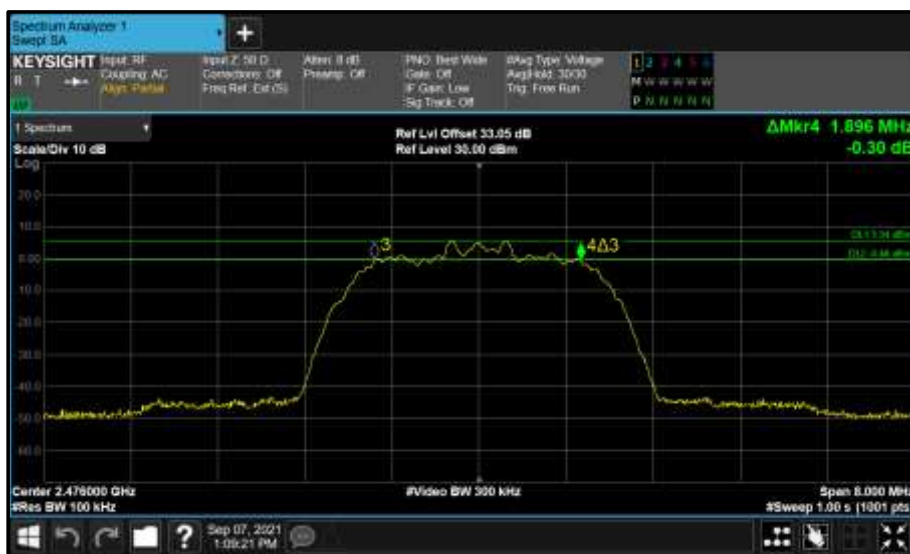 Spectrum Analyzer 1
Swept SA
+
KEYSIGHT Input: RF
R T
Coupling: AC
Align: Partial
Input Z: 50 Ω
Corrections: Off
Freq Ref: Ext (S)
Atten: 8 dB
Preamp: Off
PNO: Best Wide
Gate: Off
IF Gain: Low
Sig Track: Off
#Avg Type: Voltage
Avg|Hold: 30/30
Trig: Free Run
1 2 3 4 5 6
M W W W W W
P N N N N N
1 Spectrum
Scale/Div 10 dB
Log
Ref Lvl Offset 33.05 dB
Ref Level 30.00 dBm
ΔMkr4 1.896 MHz
-0.30 dB
20.0
10.0
0.00
-10.0
-20.0
-30.0
-40.0
-50.0
-60.0
3
4Δ3
Center 2.476000 GHz
#Res BW 100 kHz
#Video BW 300 kHz
Span 8.000 MHz
#Sweep 1.00 s (1001 pts
Sep 07, 2021
1:09:21 PM
?